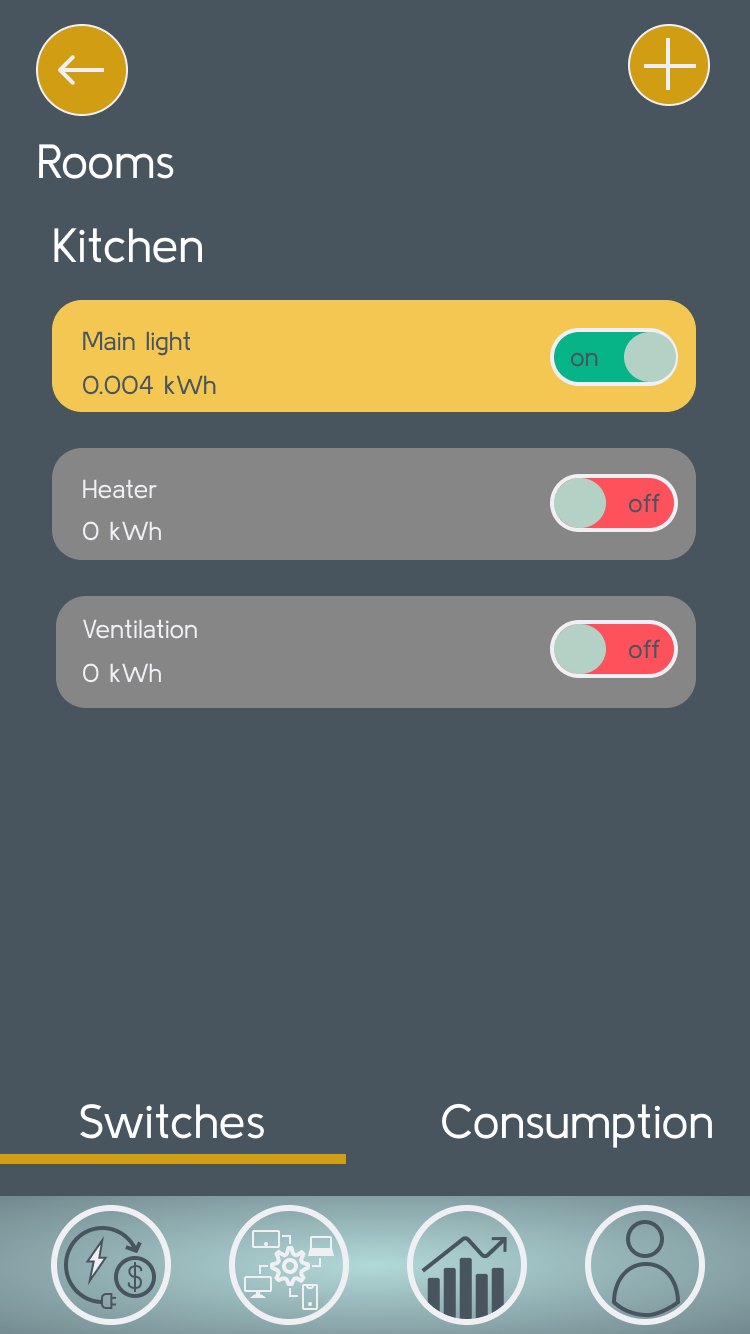 Rooms
Kitchen
Main light
on
0.004 kWh
Heater
off
0 kWh
Ventilation
off
0 kWh
Switches
Consumption
$